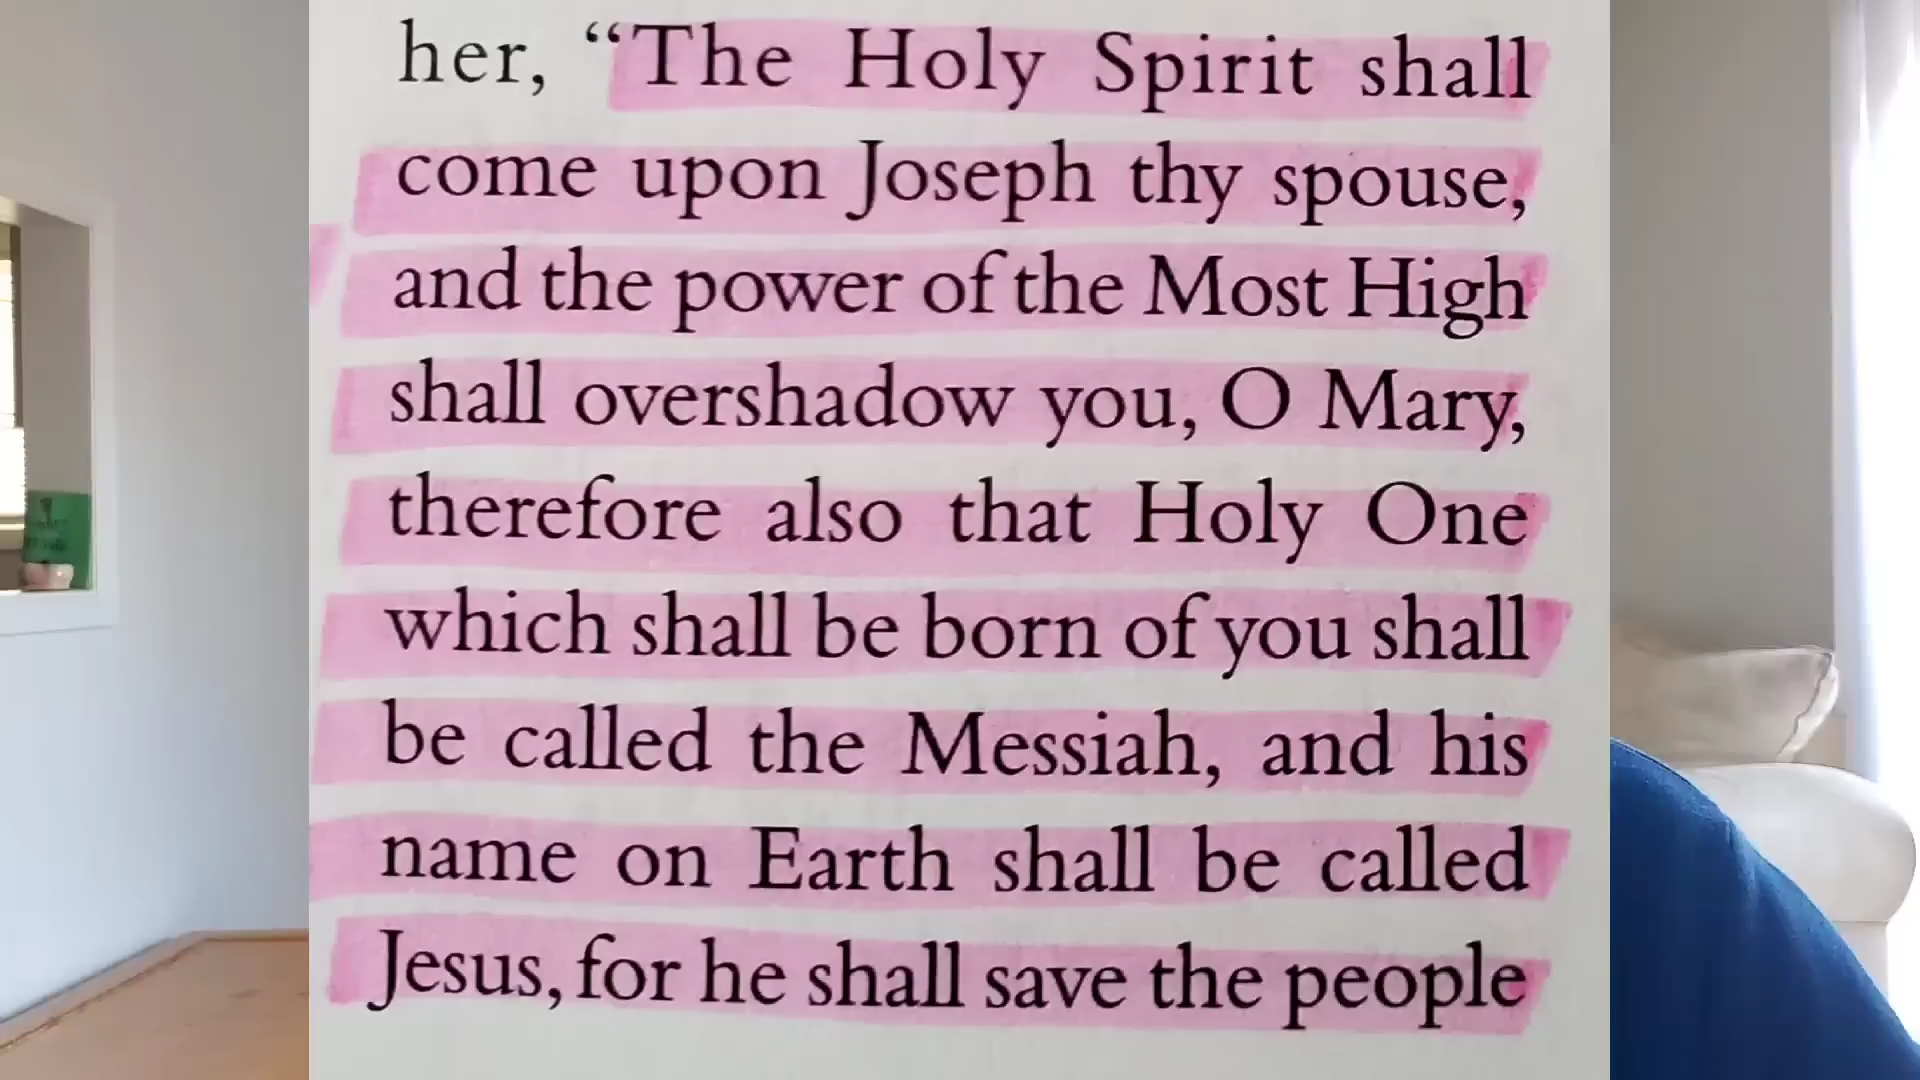 her, “The Holy Spirit shall
come upon Joseph thy spouse,
and the power of the Most High
shall overshadow you, O Mary,
therefore also that Holy One
which shall be born of you shall
be called the Messiah, and his
name on Earth shall be called
Jesus, for he shall save the people